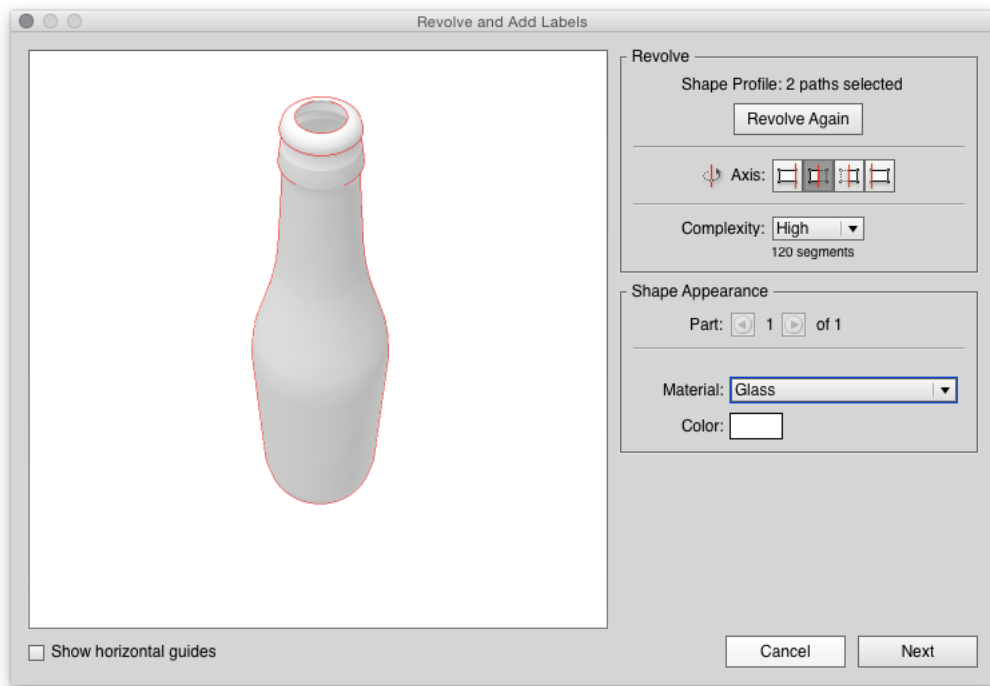 Revolve and Add Labels
Revolve
Shape Profile: 2 paths selected
Revolve Again
Axis:
Complexity: High
120 segments
Shape Appearance
Part: 1 of 1
Material: Glass
Color:
Show horizontal guides
Cancel
Next